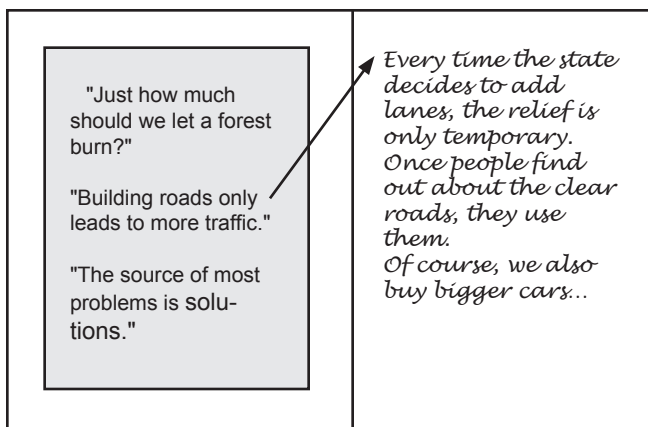 "Just how much
should we let a forest
burn?"
"Building roads only
leads to more traffic."
"The source of most
problems is solu-
tions."
Every time the state
decides to add
lanes, the relief is
only temporary.
Once people find
out about the clear
roads, they use
them.
Of course, we also
buy bigger cars…